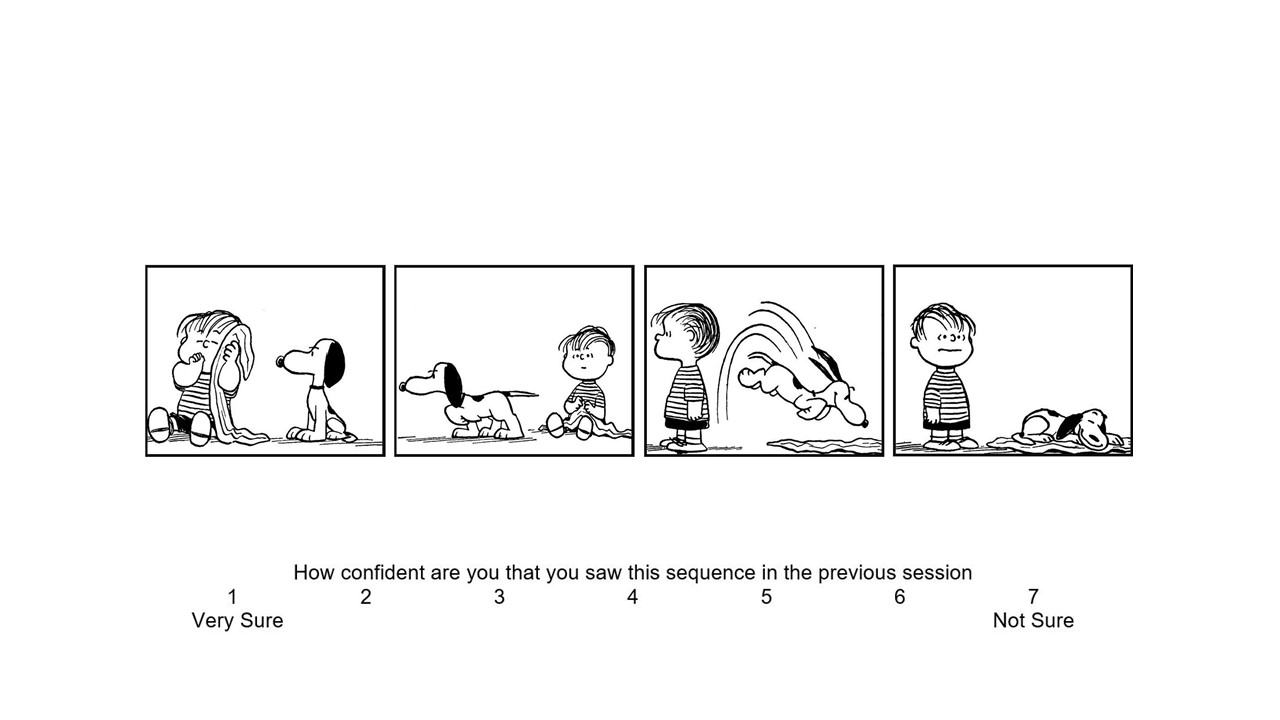 How confident are you that you saw this sequence in the previous session
1 2 3 4 5 6 7
Very Sure Not Sure